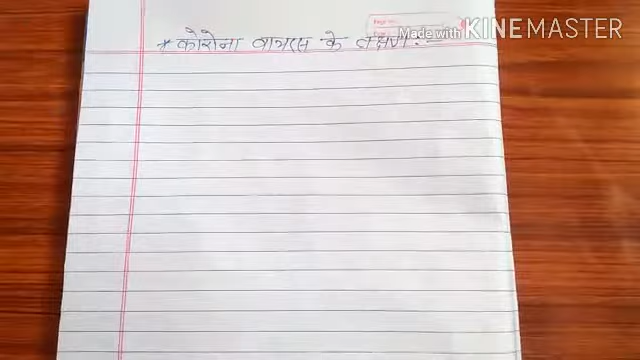 * कोरोना वायरस के लक्षण :-
Made with KINEMASTER